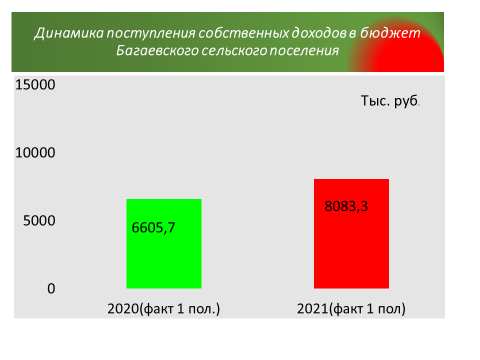 Динамика поступления собственных доходов в бюджет
Багаевского сельского поселения
15000
Тыс. руб.
10000
5000
6605,7
8083,3
0
2020(факт 1 пол.)
2021(факт 1 пол)